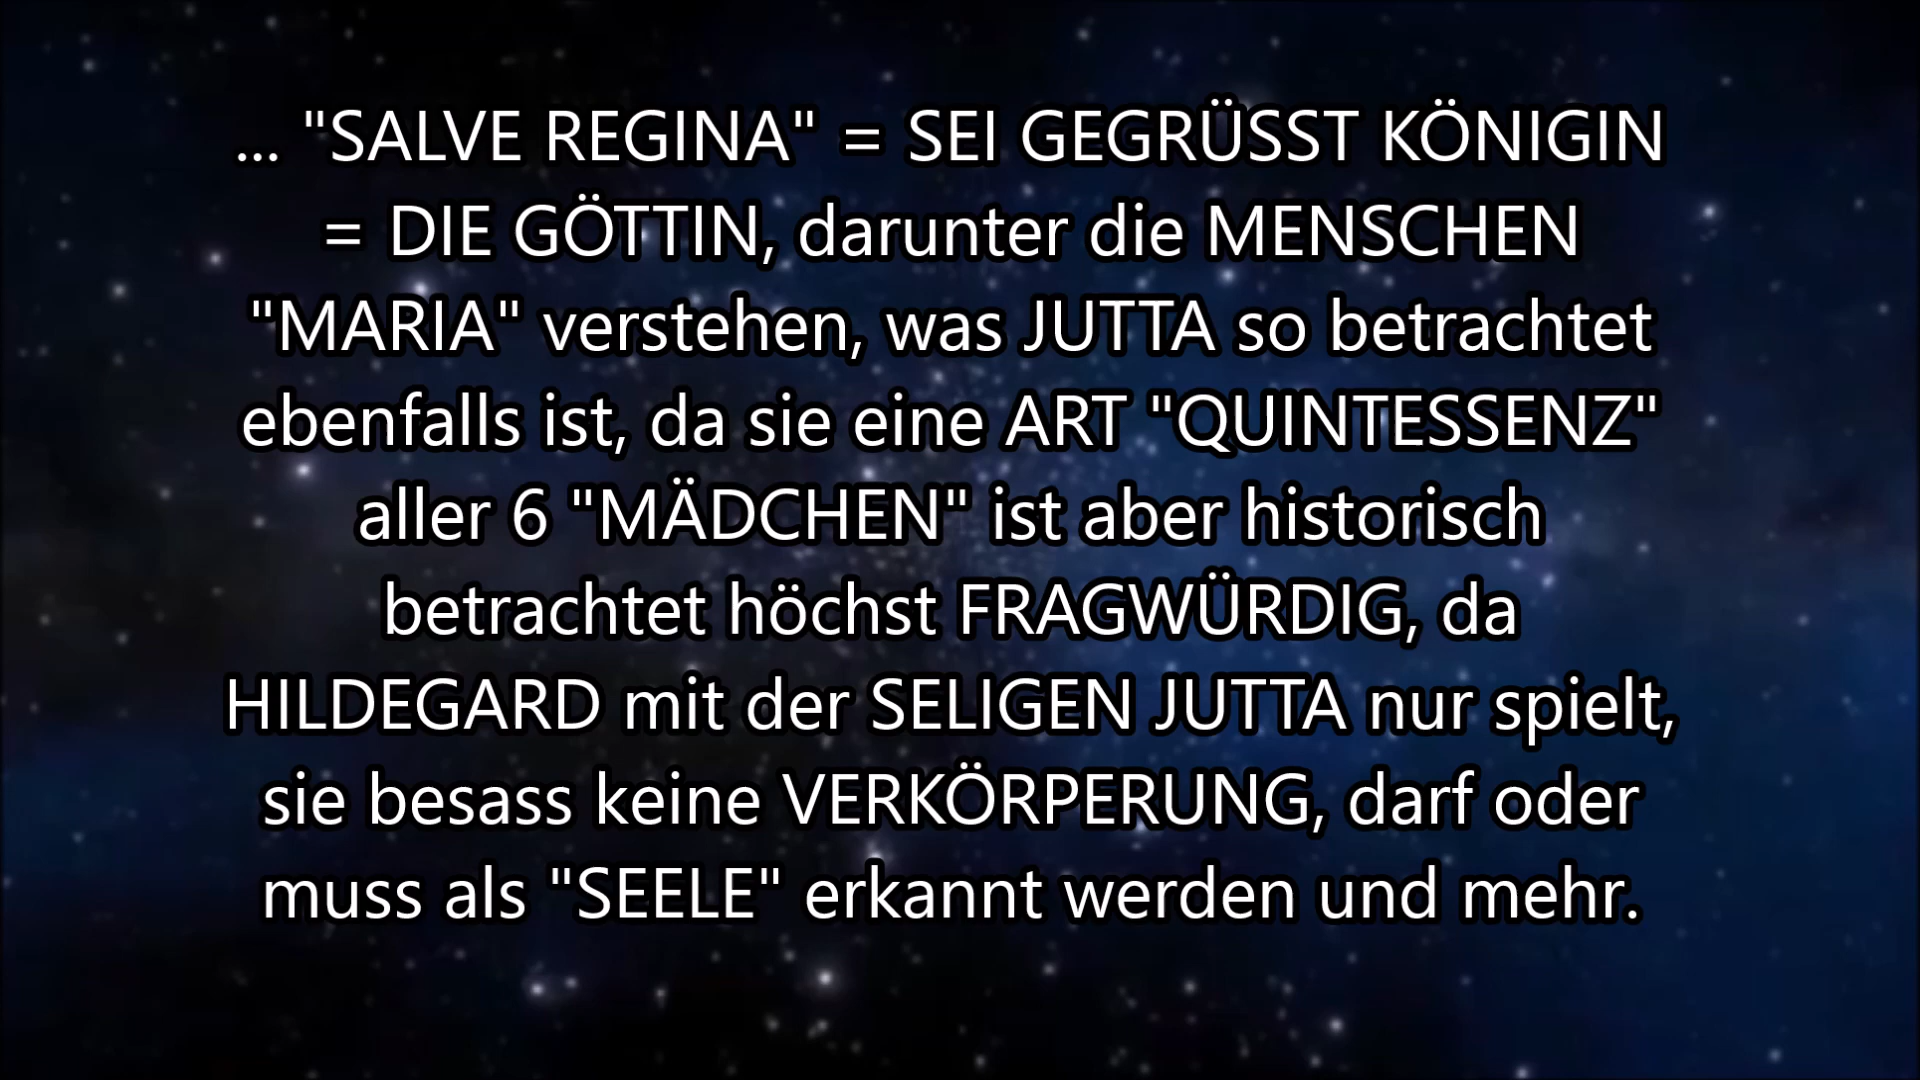 ... "SALVE REGINA" = SEI GEGRÜSST KÖNIGIN
= DIE GÖTTIN, darunter die MENSCHEN
"MARIA" verstehen, was JUTTA so betrachtet
ebenfalls ist, da sie eine ART "QUINTESSENZ"
aller 6 "MÄDCHEN" ist aber historisch
betrachtet höchst FRAGWÜRDIG, da
HILDEGARD mit der SELIGEN JUTTA nur spielt,
sie besass keine VERKÖRPERUNG, darf oder
muss als "SEELE" erkannt werden und mehr.